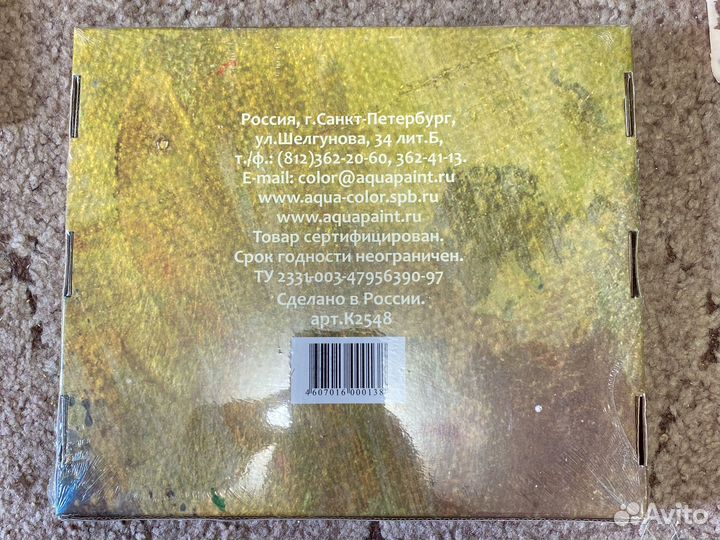 Россия, г.Санкт-Петербург,
ул.Шелгунова, 34 лит.Б,
т./ф.: (812)362-20-60, 362-41-13.
E-mail: color@aquapaint.ru
www.aqua-color.spb.ru
www.aquapaint.ru
Товар сертифицирован.
Срок годности неограничен.
ТУ 2331-003-47956390-97
Сделано в России.
арт.К2548
4607016000138
Avito